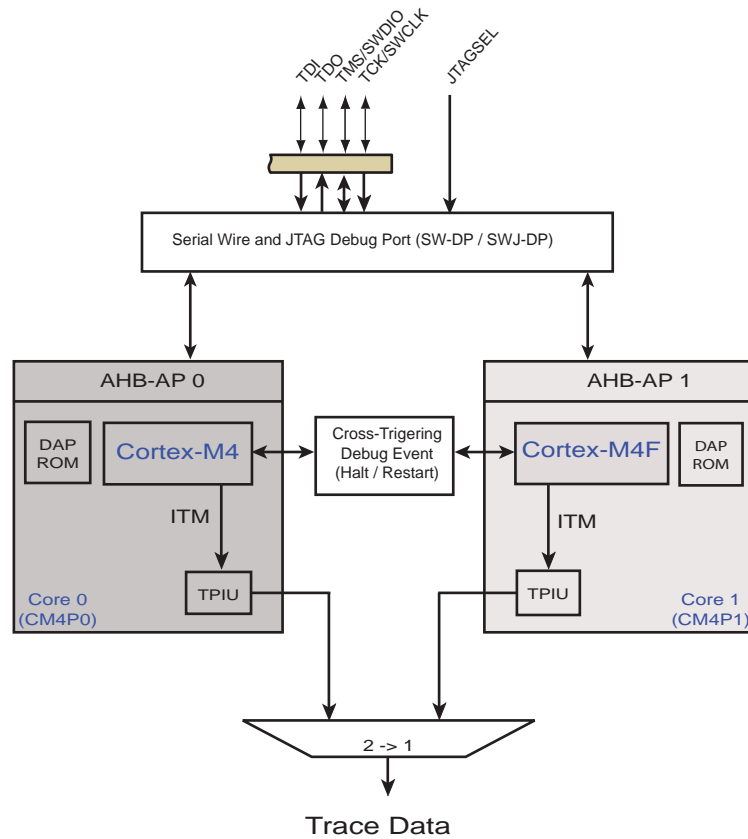 TDI
TDO
TMS/SWDIO
TCK/SWCLK
JTAGSEL
Serial Wire and JTAG Debug Port (SW-DP / SWJ-DP)
AHB-AP 0
AHB-AP 1
DAP
ROM
Cortex-M4
Cross-Trigering
Debug Event
(Halt / Restart)
Cortex-M4F
DAP
ROM
ITM
ITM
TPIU
TPIU
Core 0
(CM4P0)
Core 1
(CM4P1)
2 -> 1
Trace Data